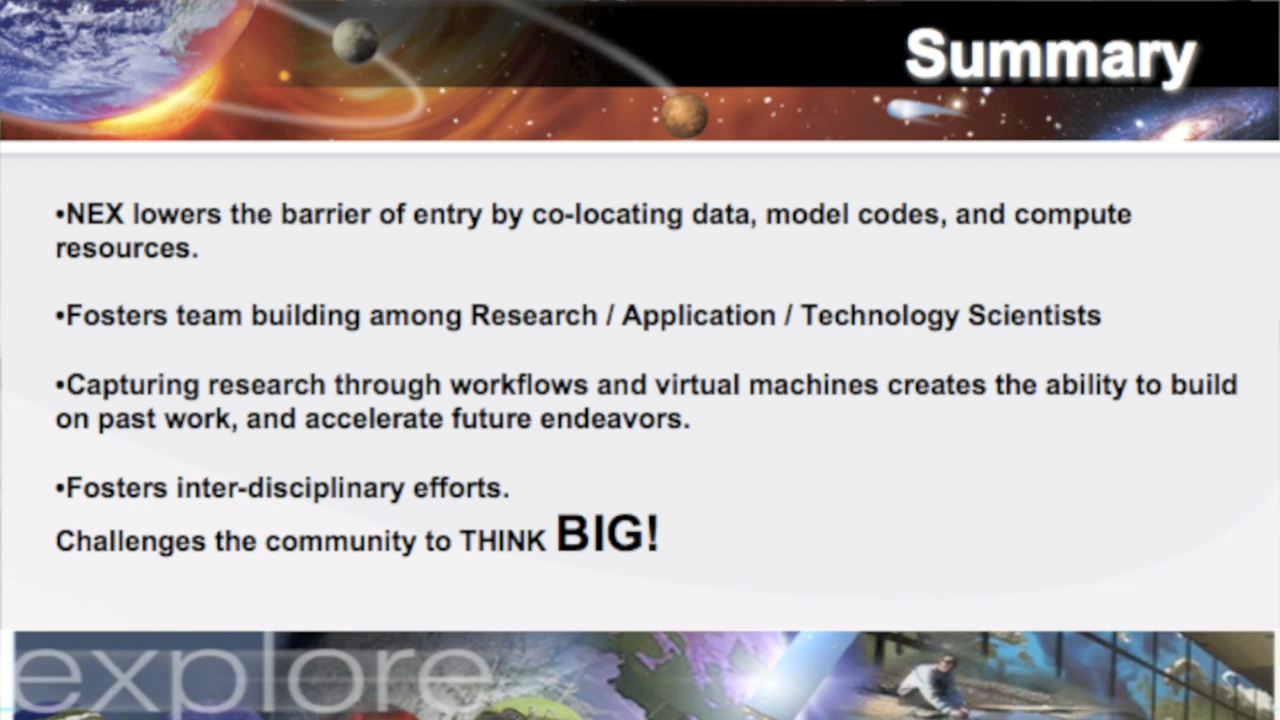 Summary
•NEX lowers the barrier of entry by co-locating data, model codes, and compute
resources.
•Fosters team building among Research / Application / Technology Scientists
•Capturing research through workflows and virtual machines creates the ability to build
on past work, and accelerate future endeavors.
•Fosters inter-disciplinary efforts.
Challenges the community to THINK BIG!
explore